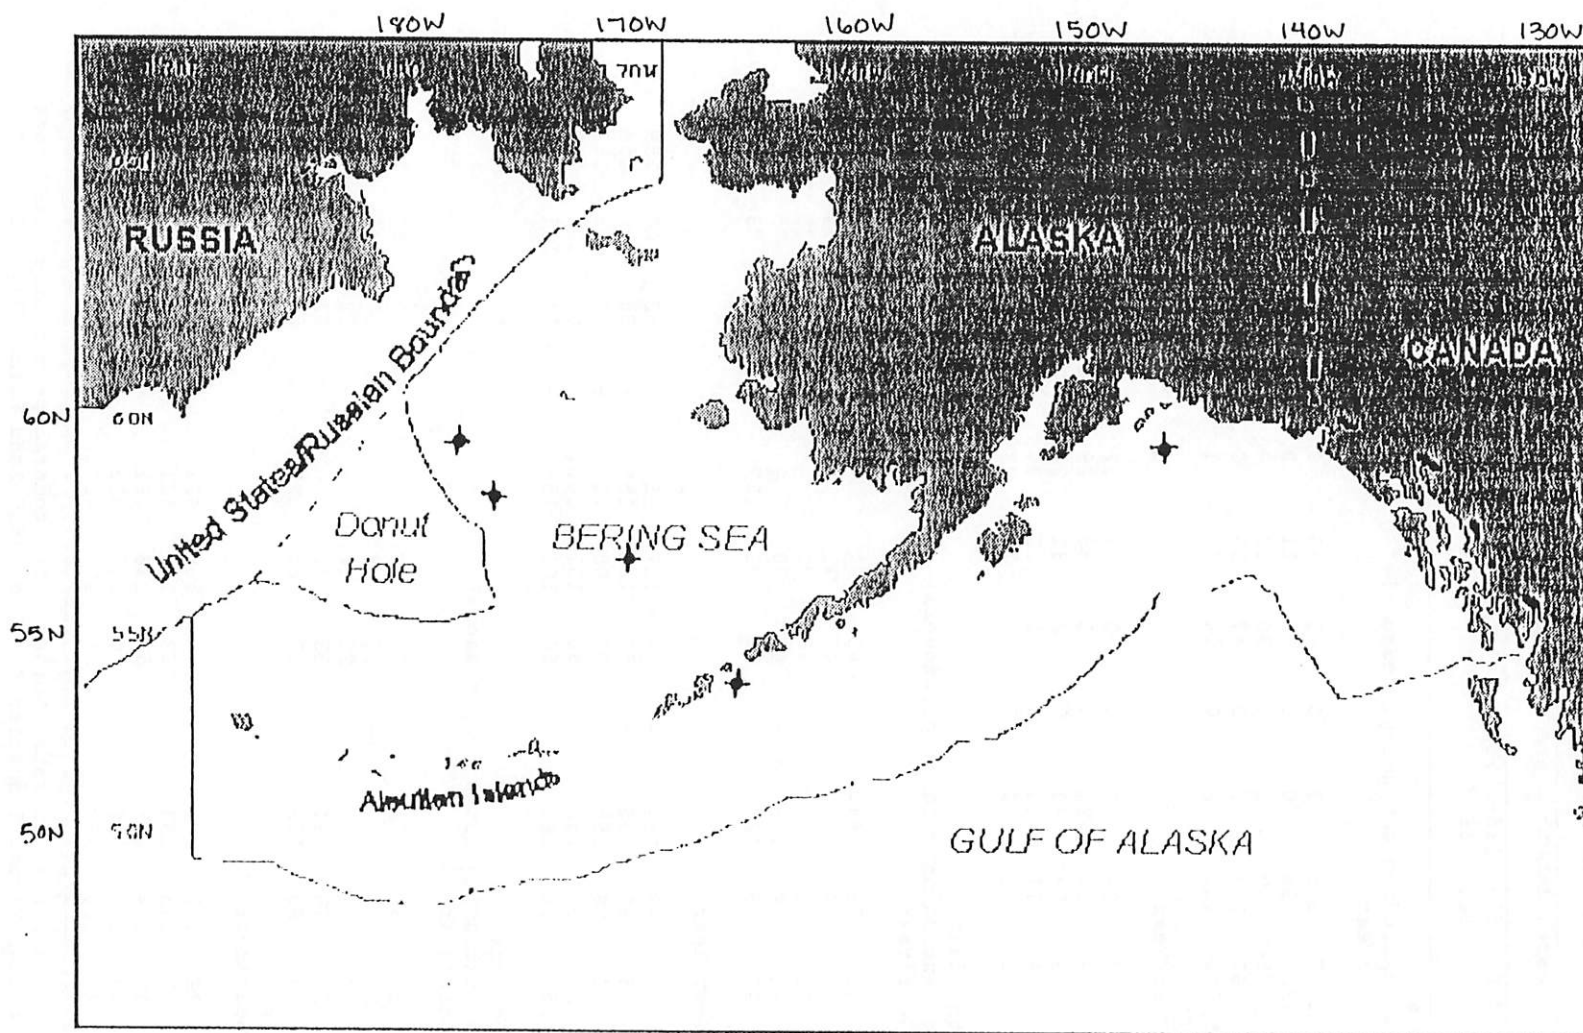 180W 170W 160W 150W 140W 130W
170W
RUSSIA
ALASKA
CANADA
United States/Russian Boundary
60N
60N
Donut
Hole
BERING SEA
55N
55N
Aleutian Islands
50N
50N
GULF OF ALASKA